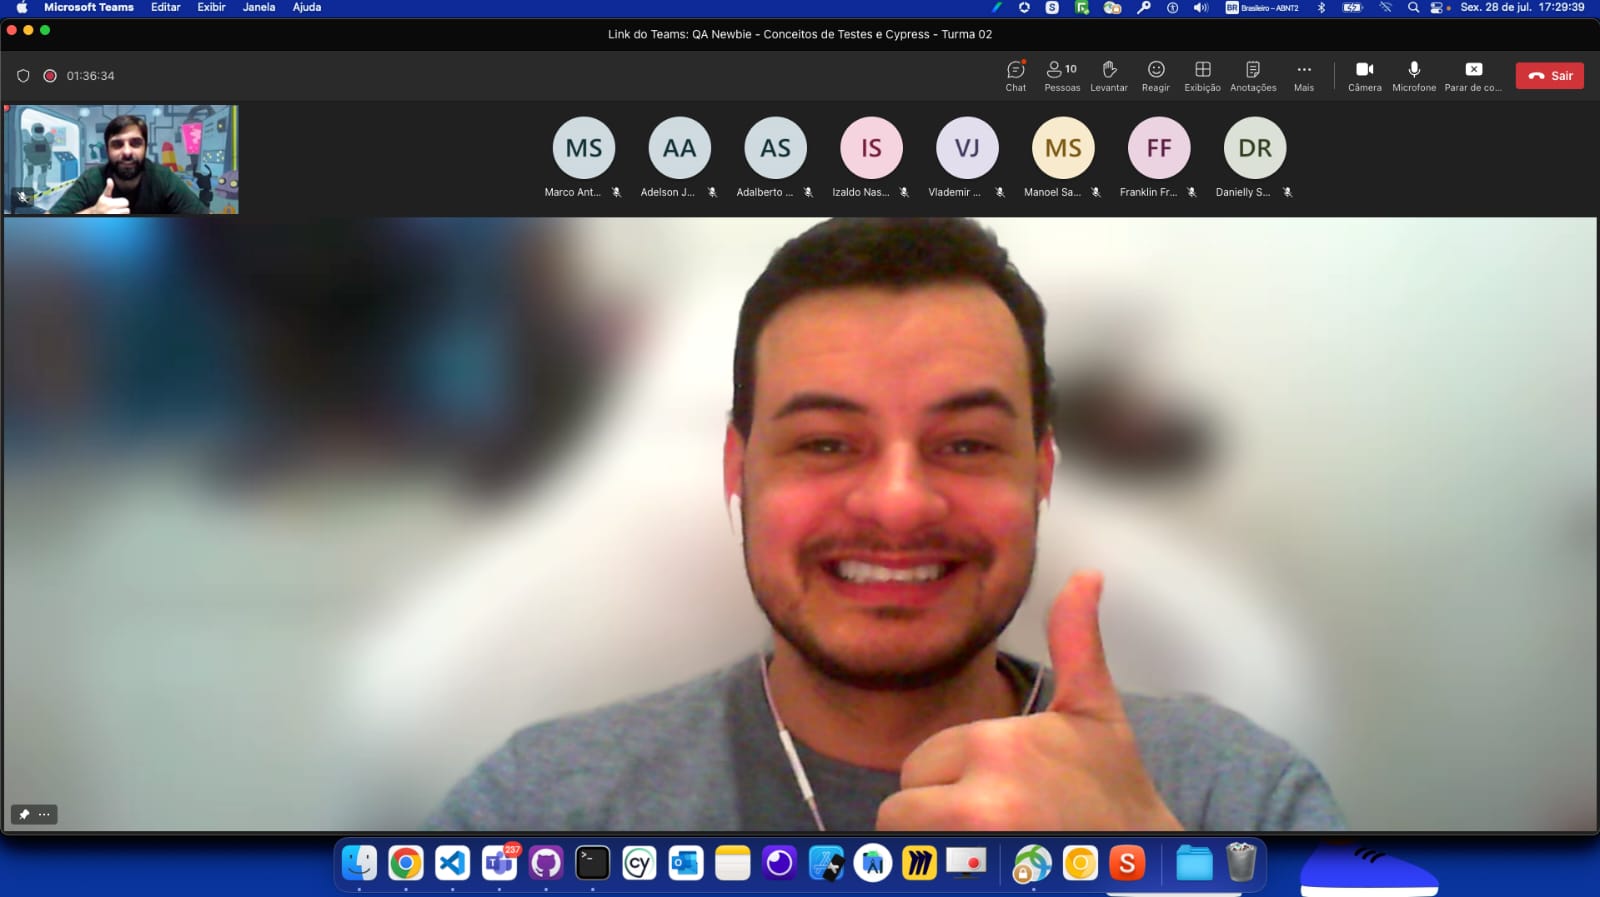 Microsoft Teams Editar Exibir Janela Ajuda
S BR Brasileiro – ABNT2 Sex. 28 de jul. 17:29:39
Link do Teams: QA Newbie - Conceitos de Testes e Cypress - Turma 02
01:36:34
10
Chat Pessoas Levantar Reagir Exibição Anotações Mais Câmera Microfone Parar de co... Sair
MS AA AS IS VJ MS FF DR
Marco Ant... Adelson J... Adalberto ... Izaldo Nas... Vlademir ... Manoel Sa... Franklin Fr... Danielly S...
237
T >_ cy O S